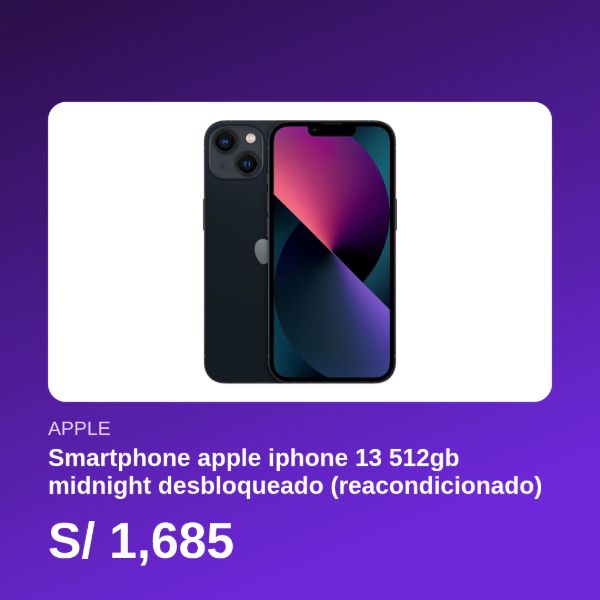 APPLE
Smartphone apple iphone 13 512gb
midnight desbloqueado (reacondicionado)
S/ 1,685